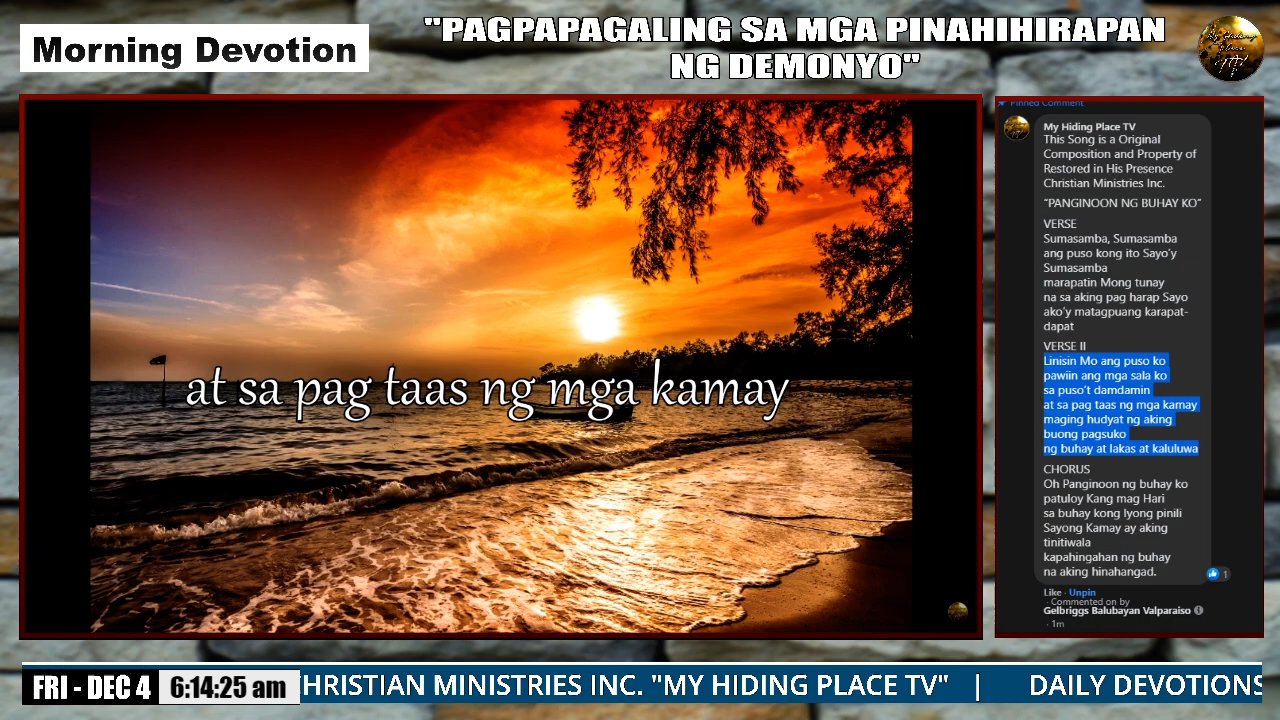 Morning Devotion
"PAGPAPAGALING SA MGA PINAHIHIRAPAN
NG DEMONYO"
My Hiding
Place
TV
at sa pag taas ng mga kamay
Pinned Comment
My Hiding Place TV
This Song is a Original
Composition and Property of
Restored in His Presence
Christian Ministries Inc.
“PANGINOON NG BUHAY KO”
VERSE
Sumasamba, Sumasamba
ang puso kong ito Sayo'y
Sumasamba
marapatin Mong tunay
na sa aking pag harap Sayo
ako'y matagpuang karapat-
dapat
VERSE II
Linisin Mo ang puso ko
pawiin ang mga sala ko
sa puso't damdamin
at sa pag taas ng mga kamay
maging hudyat ng aking
buong pagsuko
ng buhay at lakas at kaluluwa
CHORUS
Oh Panginoon ng buhay ko
patuloy Kang mag Hari
sa buhay kong Iyong pinili
Sayong Kamay ay aking
tinitiwala
kapahingahan ng buhay
na aking hinahangad.
1
Like · Unpin
· Commented on by
Gelbriggs Balubayan Valparaiso
· 1m
FRI - DEC 4 6:14:25 am HRISTIAN MINISTRIES INC. "MY HIDING PLACE TV" | DAILY DEVOTIONS